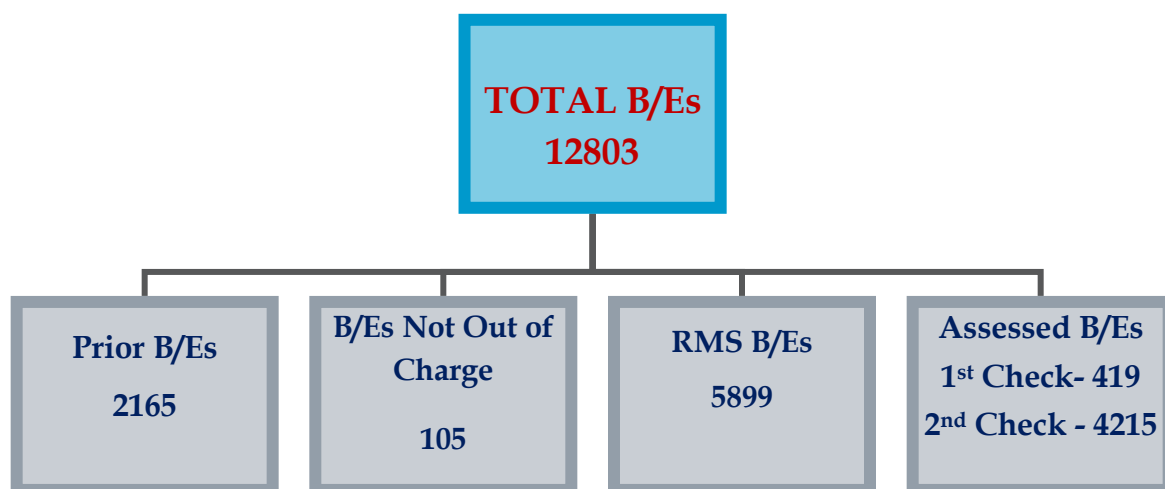 TOTAL B/Es
12803
Prior B/Es
2165
B/Es Not Out of
Charge
105
RMS B/Es
5899
Assessed B/Es
1st Check- 419
2nd Check - 4215